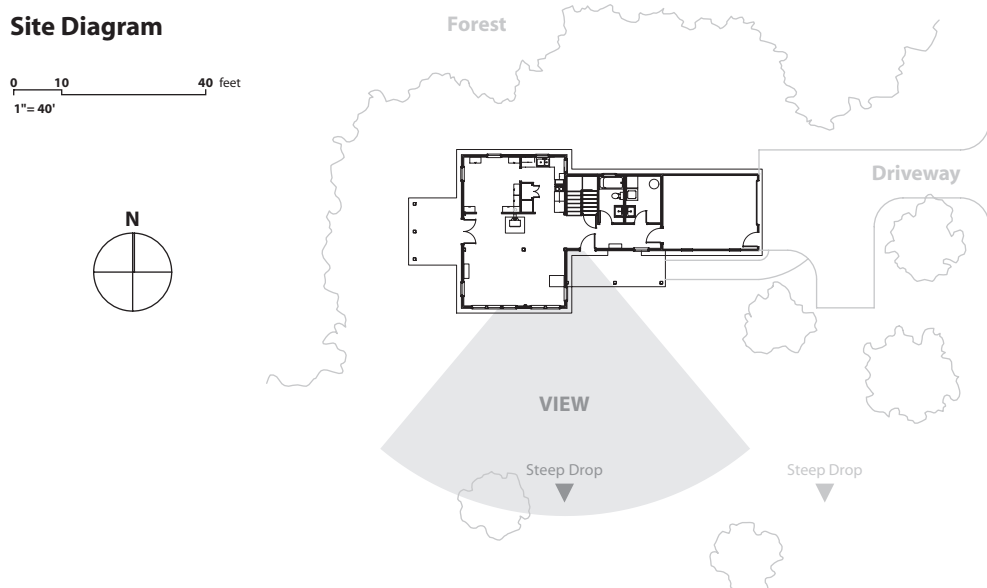 Site Diagram
Forest
0 10 40 feet
1"= 40'
Driveway
N
VIEW
Steep Drop
Steep Drop